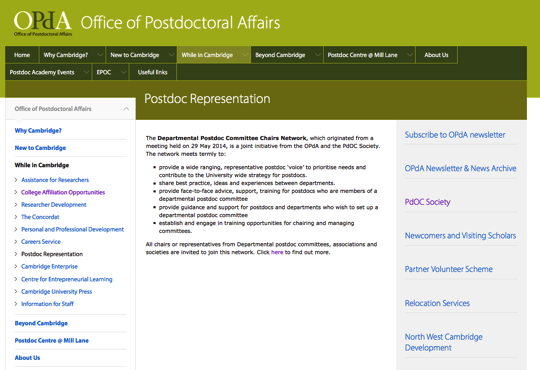 OPdA
Office of Postdoctoral Affairs
Office of Postdoctoral Affairs
Home
Why Cambridge?
New to Cambridge
While in Cambridge
Beyond Cambridge
Postdoc Centre @ Mill Lane
About Us
Postdoc Academy Events
EPOC
Useful links
Postdoc Representation
Office of Postdoctoral Affairs
Why Cambridge?
New to Cambridge
While in Cambridge
Assistance for Researchers
College Affiliation Opportunities
Researcher Development
The Concordat
Personal and Professional Development
Careers Service
Postdoc Representation
Cambridge Enterprise
Centre for Entrepreneurial Learning
Cambridge University Press
Information for Staff
Beyond Cambridge
Postdoc Centre @ Mill Lane
About Us
The Departmental Postdoc Committee Chairs Network, which originated from a
meeting held on 29 May 2014, is a joint initiative from the OPdA and the PdOC Society.
The network meets termly to:
provide a wide ranging, representative postdoc 'voice' to prioritise needs and
contribute to the University wide strategy for postdocs.
share best practice, ideas and experiences between departments.
provide face-to-face advice, support, training for postdocs who are members of a
departmental postdoc committee
provide guidance and support for postdocs and departments who wish to set up a
departmental postdoc committee
establish and engage in training opportunities for chairing and managing
committees.
All chairs or representatives from Departmental postdoc committees, associations and
societies are invited to join this network. Click here to find out more.
Subscribe to OPdA newsletter
OPdA Newsletter & News Archive
PdOC Society
Newcomers and Visiting Scholars
Partner Volunteer Scheme
Relocation Services
North West Cambridge
Development